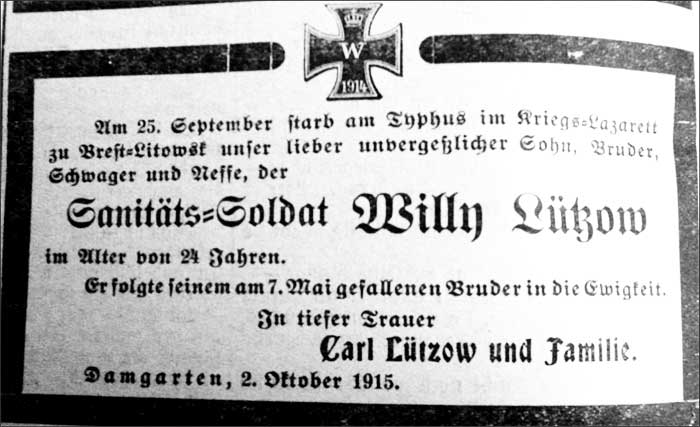 W
1914
Am 25. September starb am Typhus im Kriegs=Lazarett
zu Brest=Litowsk unser lieber unvergeßlicher Sohn, Bruder,
Schwager und Neffe, der
Sanitäts=Soldat Willy Lützow
im Alter von 24 Jahren.
Er folgte seinem am 7. Mai gefallenen Bruder in die Ewigkeit.
In tiefer Trauer
Carl Lützow und Familie.
Damgarten, 2. Oktober 1915.